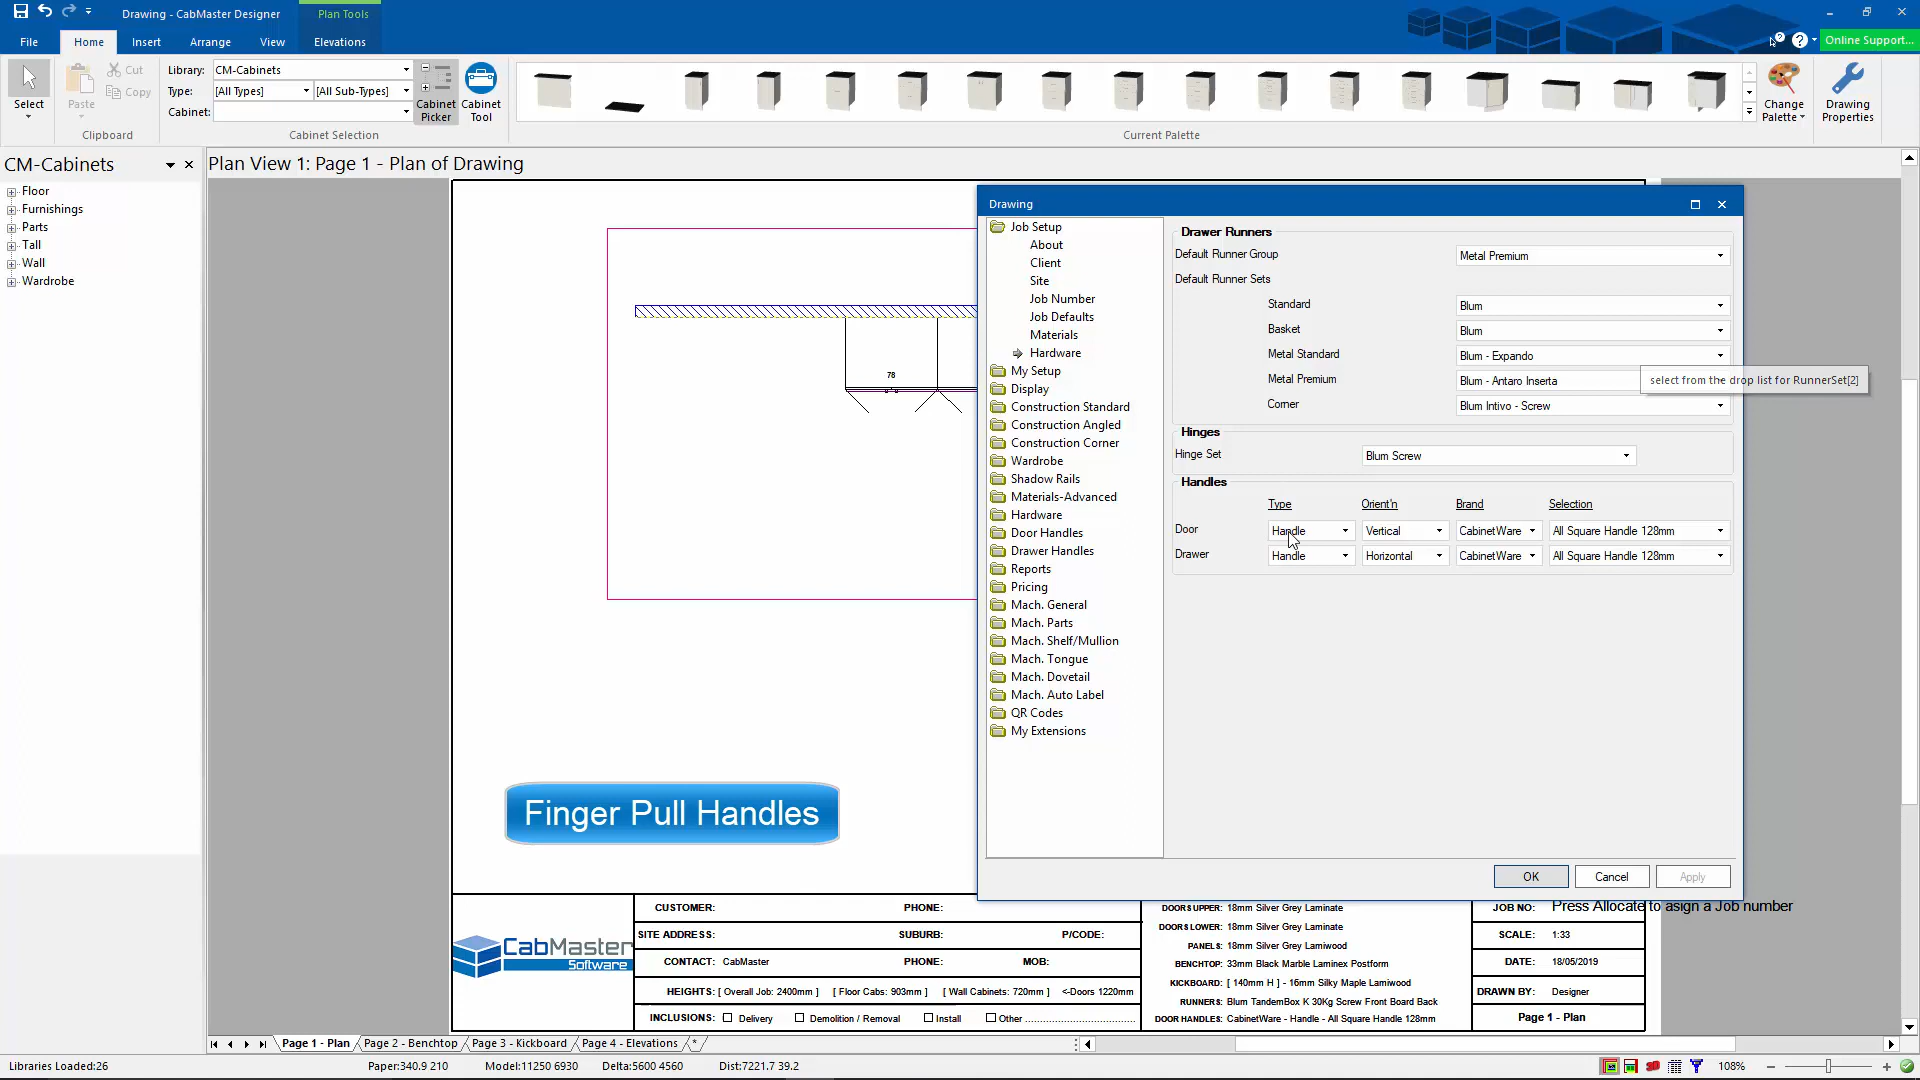 Drawing - CabMaster Designer
Plan Tools
File
Home
Insert
Arrange
View
Elevations
Online Support...
Select
Paste
Cut
Copy
Clipboard
Library:
CM-Cabinets
Type:
[All Types]
[All Sub-Types]
Cabinet:
Cabinet Selection
Cabinet
Picker
Cabinet
Tool
Current Palette
Change
Palette
Drawing
Properties
CM-Cabinets
Floor
Furnishings
Parts
Tall
Wall
Wardrobe
Plan View 1: Page 1 - Plan of Drawing
78
Finger Pull Handles
Drawing
Job Setup
About
Client
Site
Job Number
Job Defaults
Materials
Hardware
My Setup
Display
Construction Standard
Construction Angled
Construction Corner
Wardrobe
Shadow Rails
Materials-Advanced
Hardware
Door Handles
Drawer Handles
Reports
Pricing
Mach. General
Mach. Parts
Mach. Shelf/Mullion
Mach. Tongue
Mach. Dovetail
Mach. Auto Label
QR Codes
My Extensions
Drawer Runners
Default Runner Group
Metal Premium
Default Runner Sets
Standard
Blum
Basket
Blum
Metal Standard
Blum - Expando
Metal Premium
Blum - Antaro Inserta
select from the drop list for RunnerSet[2]
Corner
Blum Intivo - Screw
Hinges
Hinge Set
Blum Screw
Handles
Type
Orient'n
Brand
Selection
Door
Handle
Vertical
CabinetWare
All Square Handle 128mm
Drawer
Handle
Horizontal
CabinetWare
All Square Handle 128mm
OK
Cancel
Apply
CabMaster
Software
CUSTOMER:
PHONE:
SITE ADDRESS:
SUBURB:
P/CODE:
CONTACT: CabMaster
PHONE:
MOB:
HEIGHTS: [ Overall Job: 2400mm ] [ Floor Cabs: 903mm ] [ Wall Cabinets: 720mm ] <-Doors 1220mm
INCLUSIONS: Delivery Demolition / Removal Install Other ....................................
DOORS UPPER: 18mm Silver Grey Laminate
DOORS LOWER: 18mm Silver Grey Laminate
PANELS: 18mm Silver Grey Lamiwood
BENCHTOP: 33mm Black Marble Laminex Postform
KICKBOARD: [ 140mm H ] - 16mm Silky Maple Lamiwood
RUNNERS: Blum TandemBox K 30Kg Screw Front Board Back
DOOR HANDLES: CabinetWare - Handle - All Square Handle 128mm
JOB NO: Press Allocate to asign a Job number
SCALE: 1:33
DATE: 18/05/2019
DRAWN BY: Designer
Page 1 - Plan
Page 1 - Plan
Page 2 - Benchtop
Page 3 - Kickboard
Page 4 - Elevations
*
Libraries Loaded:26
Paper:340.9 210
Model:11250 6930
Delta:5600 4560
Dist:7221.7 39.2
108%